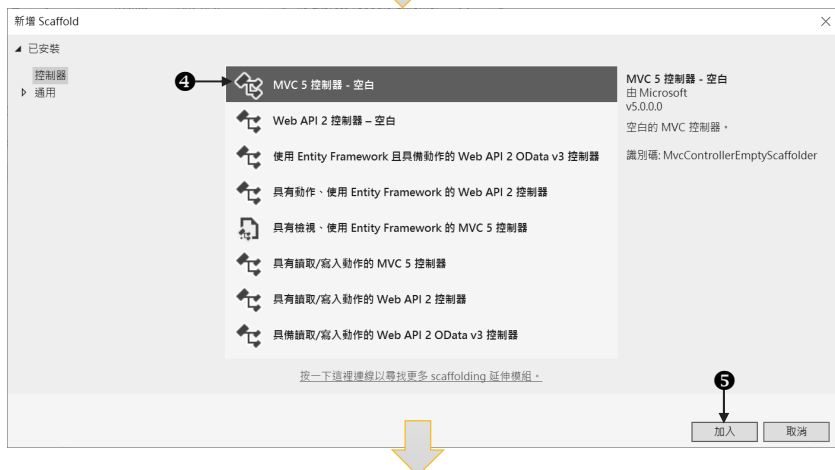 新增 Scaffold
已安裝
控制器
通用
❹
MVC 5 控制器 - 空白
Web API 2 控制器 – 空白
使用 Entity Framework 且具備動作的 Web API 2 OData v3 控制器
具有動作、使用 Entity Framework 的 Web API 2 控制器
具有檢視、使用 Entity Framework 的 MVC 5 控制器
具有讀取/寫入動作的 MVC 5 控制器
具有讀取/寫入動作的 Web API 2 控制器
具備讀取/寫入動作的 Web API 2 OData v3 控制器
按一下這裡連線以尋找更多 scaffolding 延伸模組。
MVC 5 控制器 - 空白
由 Microsoft
v5.0.0.0
空白的 MVC 控制器。
識別碼: MvcControllerEmptyScaffolder
❺
加入
取消